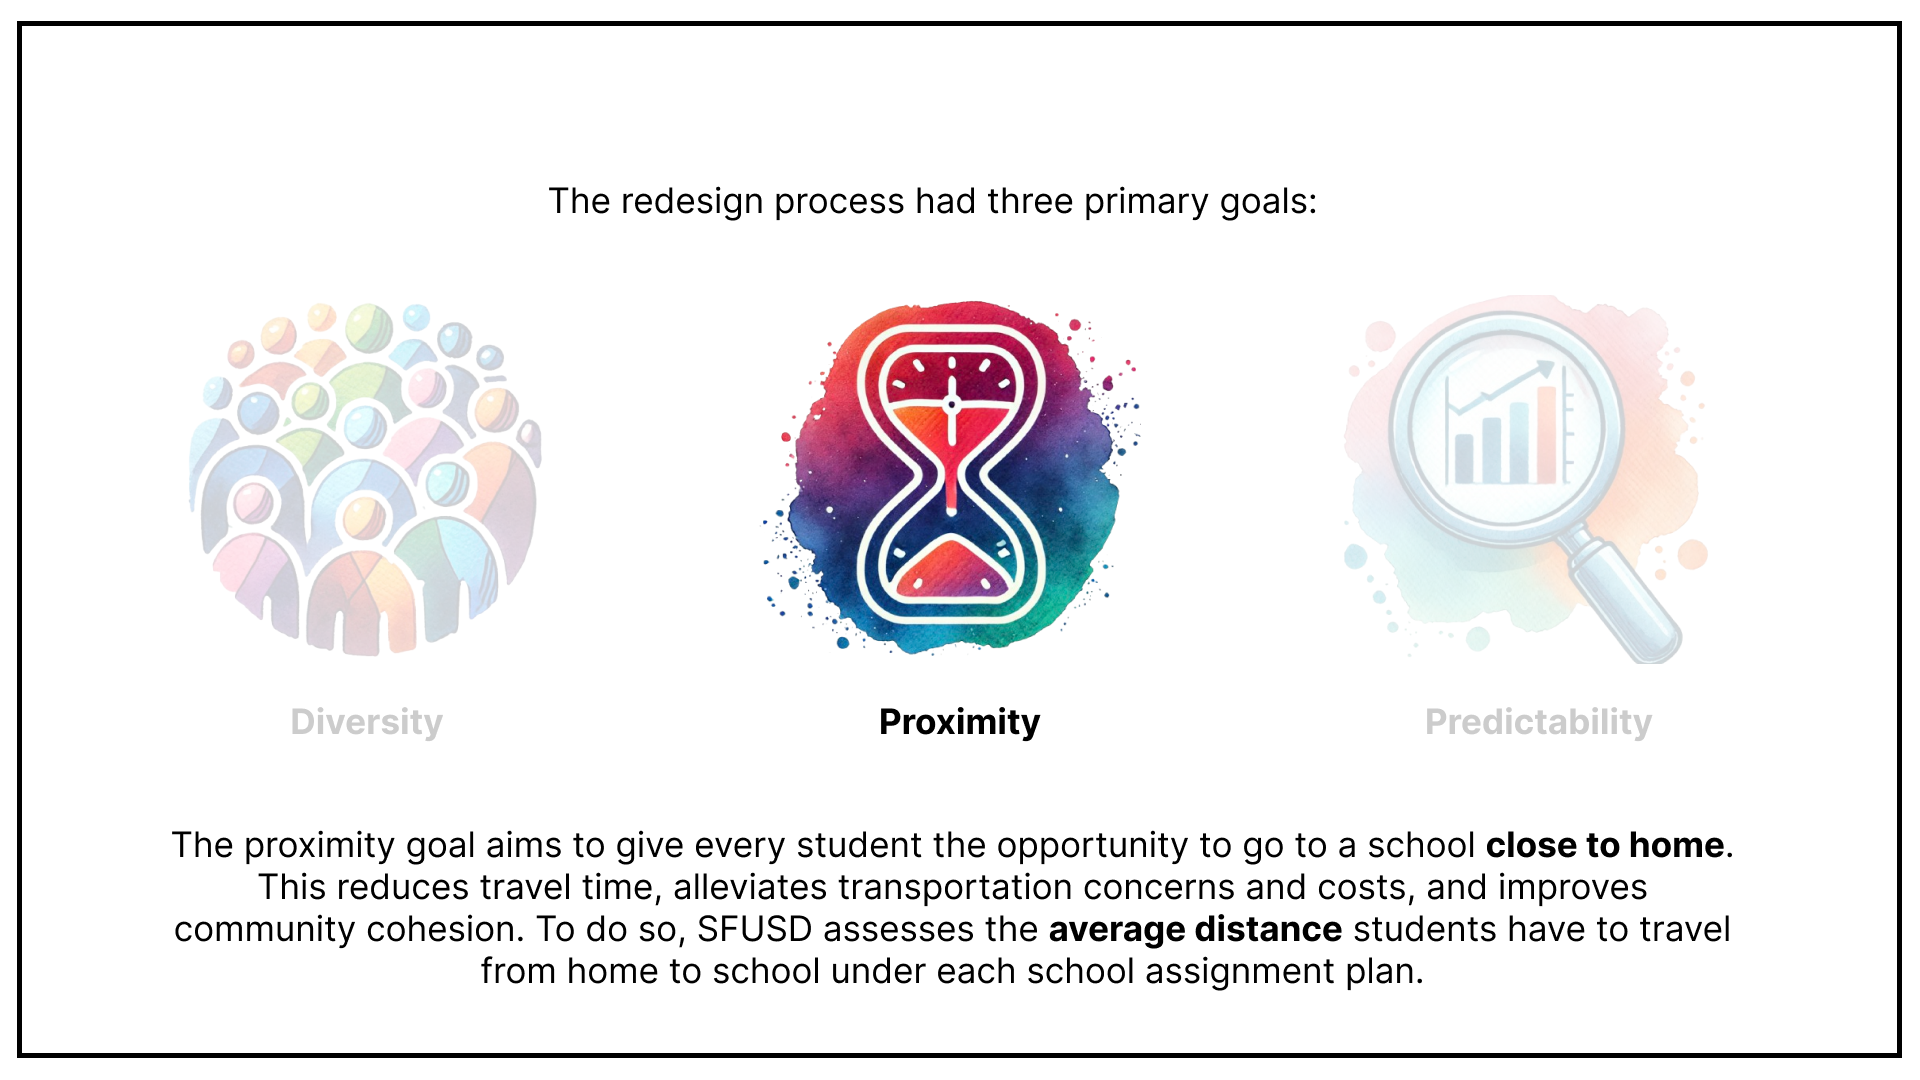 The redesign process had three primary goals:
Diversity
Proximity
Predictability
The proximity goal aims to give every student the opportunity to go to a school close to home.
This reduces travel time, alleviates transportation concerns and costs, and improves
community cohesion. To do so, SFUSD assesses the average distance students have to travel
from home to school under each school assignment plan.